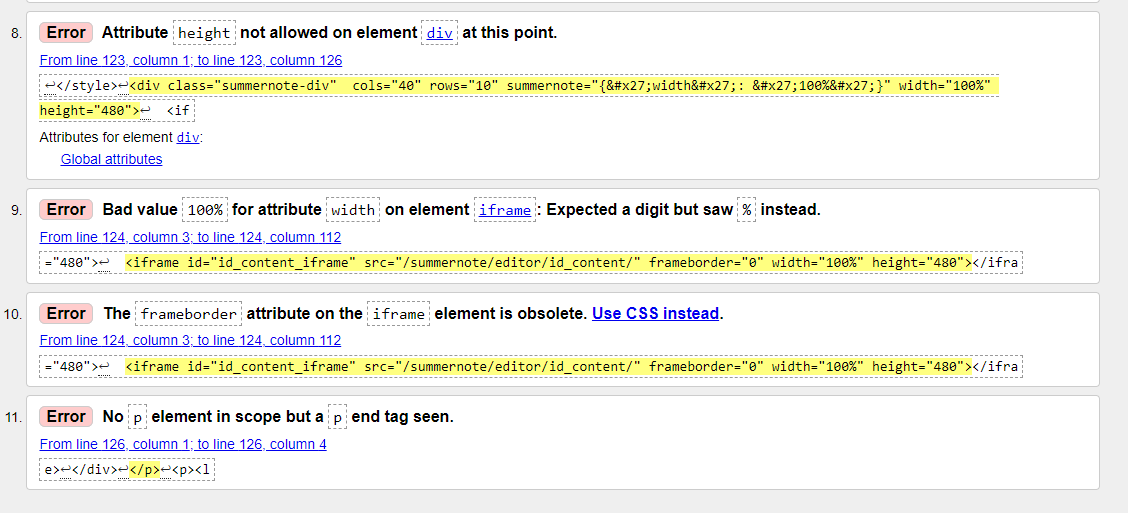 8. Error Attribute height not allowed on element div at this point.
From line 123, column 1; to line 123, column 126
↩</style>↩<div class="summernote-div"  cols="40" rows="10" summernote="{&#x27;width&#x27;: &#x27;100%&#x27;}" width="100%"
height="480">↩  <if
Attributes for element div:
Global attributes
9. Error Bad value 100% for attribute width on element iframe: Expected a digit but saw % instead.
From line 124, column 3; to line 124, column 112
="480">↩  <iframe id="id_content_iframe" src="/summernote/editor/id_content/" frameborder="0" width="100%" height="480"></ifra
10. Error The frameborder attribute on the iframe element is obsolete. Use CSS instead.
From line 124, column 3; to line 124, column 112
="480">↩  <iframe id="id_content_iframe" src="/summernote/editor/id_content/" frameborder="0" width="100%" height="480"></ifra
11. Error No p element in scope but a p end tag seen.
From line 126, column 1; to line 126, column 4
e>↩</div>↩</p>↩<p><l